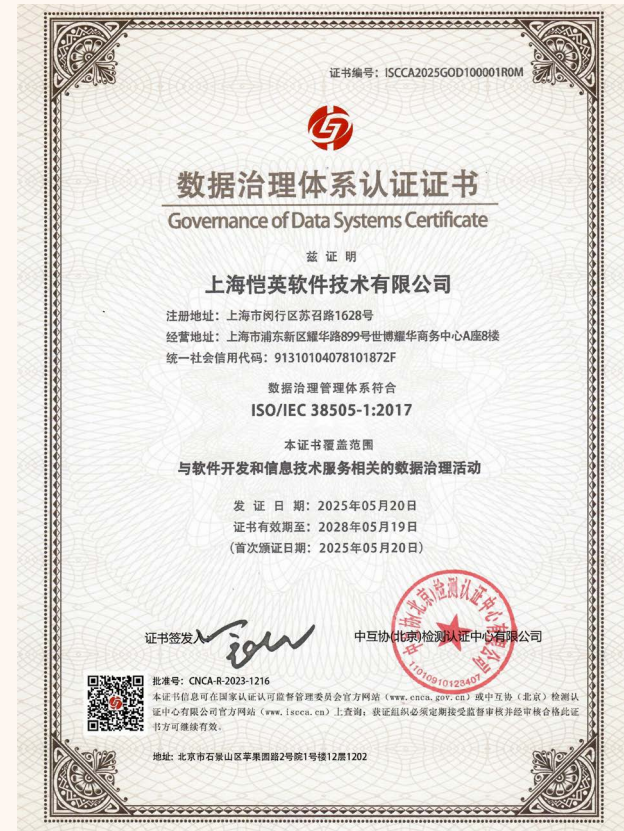 证书编号：ISCCA2025GOD100001R0M
数据治理体系认证证书
Governance of Data Systems Certificate
兹证明
上海恺英软件技术有限公司
注册地址：上海市闵行区苏召路1628号
经营地址：上海市浦东新区耀华路899号世博耀华商务中心A座8楼
统一社会信用代码：91310104078101872F
数据治理管理体系符合
ISO/IEC 38505-1:2017
本证书覆盖范围
与软件开发和信息技术服务相关的数据治理活动
发证日期：2025年05月20日
证书有效期至：2028年05月19日
(首次颁证日期：2025年05月20日)
证书签发人
中互协(北京)检测认证中心有限公司
中互协(北京)检测认证中心有限公司
11010910123407
批准号：CNCA-R-2023-1216
本证书信息可在国家认证认可监督管理委员会官方网站（www.cnca.gov.cn）或中互协（北京）检测认
证中心有限公司官方网站（www.iscca.cn）上查询；获证组织必须定期接受监督审核并经审核合格此证
书方可继续有效。
地址：北京市石景山区苹果园路2号院1号楼12层1202